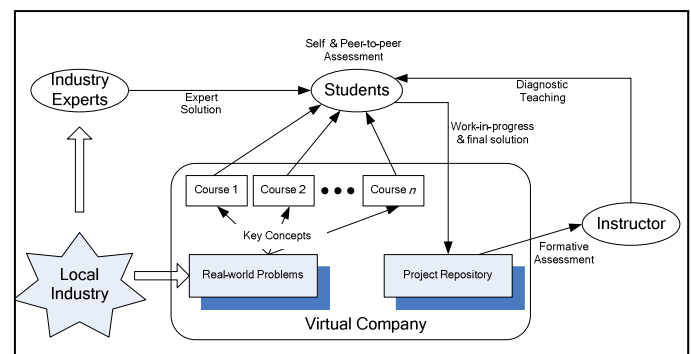 Self & Peer-to-peer
Assessment
Industry
Experts
Expert
Solution
Students
Diagnostic
Teaching
Work-in-progress
& final solution
Course 1
Course 2
Course n
Instructor
Key Concepts
Formative
Assessment
Local
Industry
Real-world Problems
Project Repository
Virtual Company